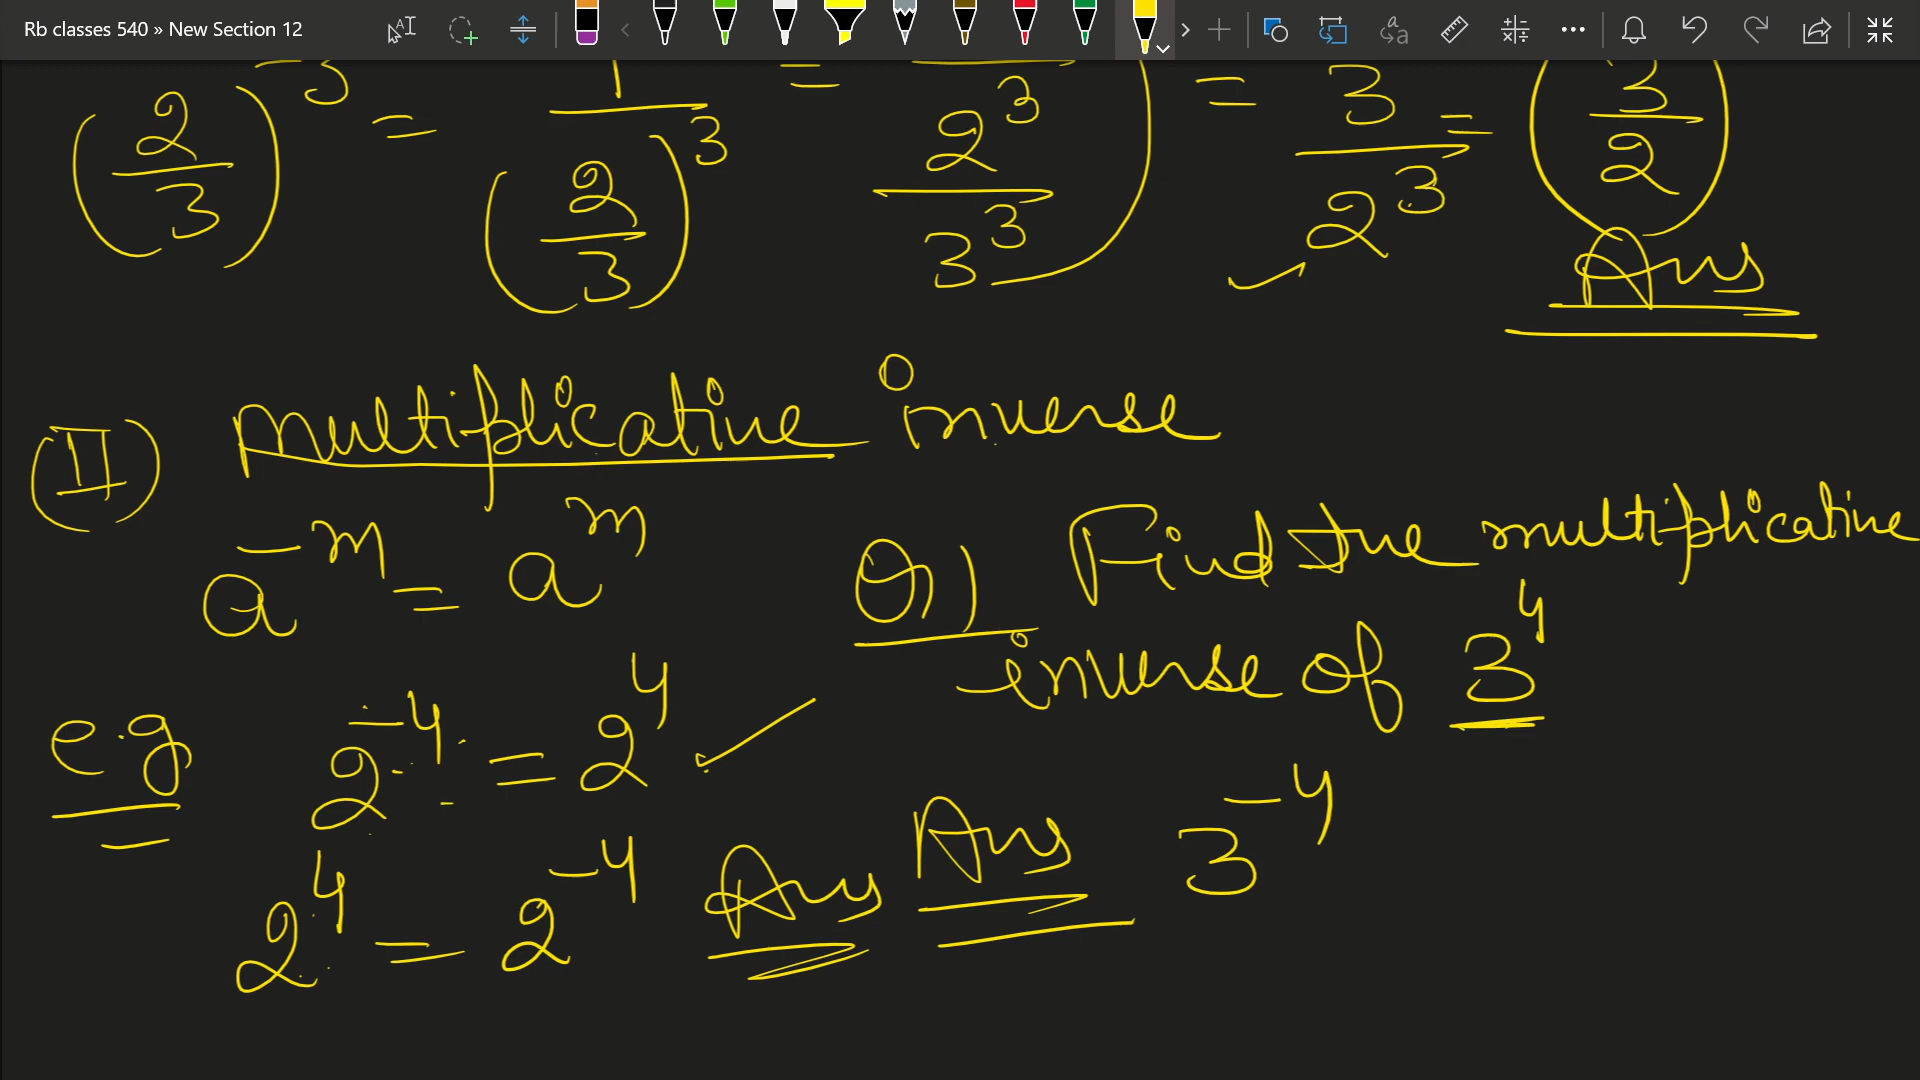 Rb classes 540 » New Section 12
(2/3)^-3 = 1/(2/3)^3 = 2^3/3^3 = 3/2^3 = (3/2)
Ans
(II) Multiplicative inverse
a^-m = a^m
Q1) Find the multiplicative
inverse of 3^4
e.g 2^-4 = 2^4
Ans 3^-4
2^4 = 2^-4 Ans